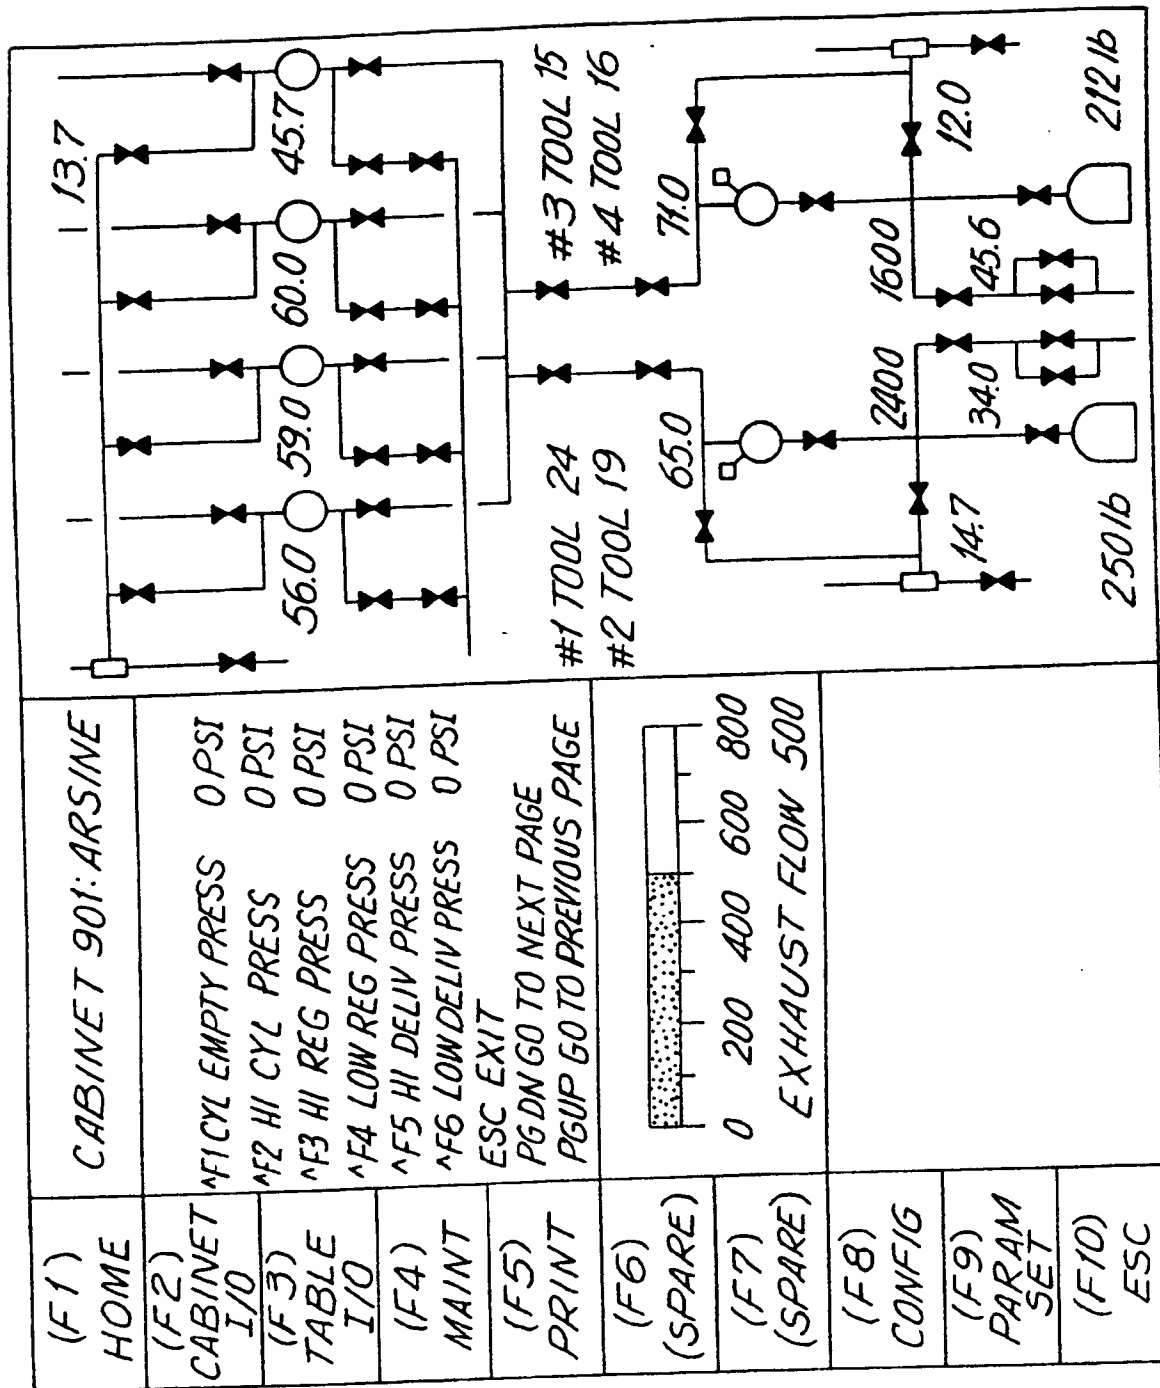 (F1)
HOME
(F2)
CABINET
I/O
(F3)
TABLE
I/O
(F4)
MAINT
(F5)
PRINT
(F6)
(SPARE)
(F7)
(SPARE)
(F8)
CONFIG
(F9)
PARAM
SET
(F10)
ESC
CABINET 901: ARSINE
^F1 CYL EMPTY PRESS 0 PSI
^F2 HI CYL PRESS 0 PSI
^F3 HI REG PRESS 0 PSI
^F4 LOW REG PRESS 0 PSI
^F5 HI DELIV PRESS 0 PSI
^F6 LOW DELIV PRESS 0 PSI
ESC EXIT
PGDN GO TO NEXT PAGE
PGUP GO TO PREVIOUS PAGE
0 200 400 600 800
EXHAUST FLOW 500
13.7
56.0 59.0 60.0 45.7
#1 TOOL 24
#2 TOOL 19
#3 TOOL 15
#4 TOOL 16
65.0 71.0
2400 1600
14.7 34.0 45.6 12.0
250 lb 212 lb